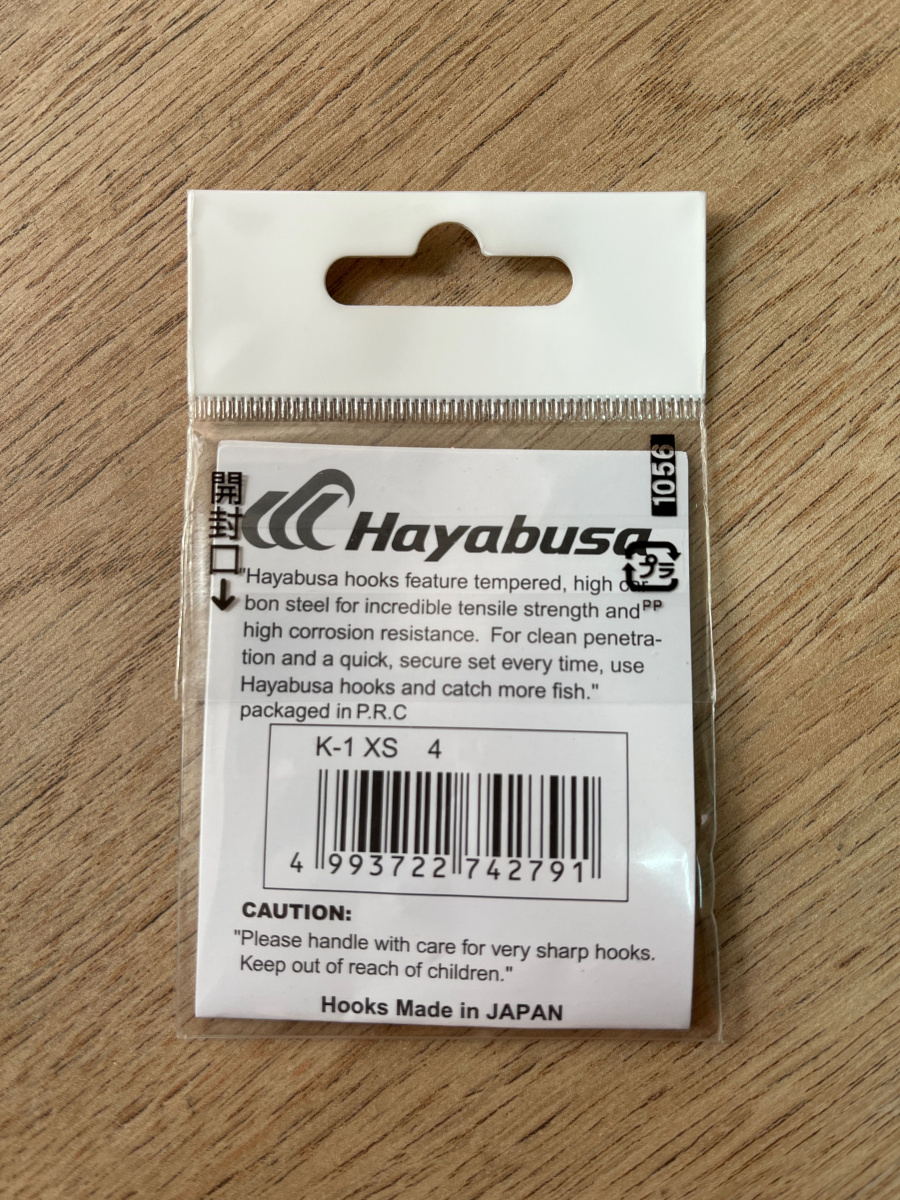 1056
開封口↓
Hayabusa
プラ
PP
"Hayabusa hooks feature tempered, high car-
bon steel for incredible tensile strength and
high corrosion resistance. For clean penetra-
tion and a quick, secure set every time, use
Hayabusa hooks and catch more fish."
packaged in P.R.C
K-1 XS 4
4 993722 742791
CAUTION:
"Please handle with care for very sharp hooks.
Keep out of reach of children."
Hooks Made in JAPAN